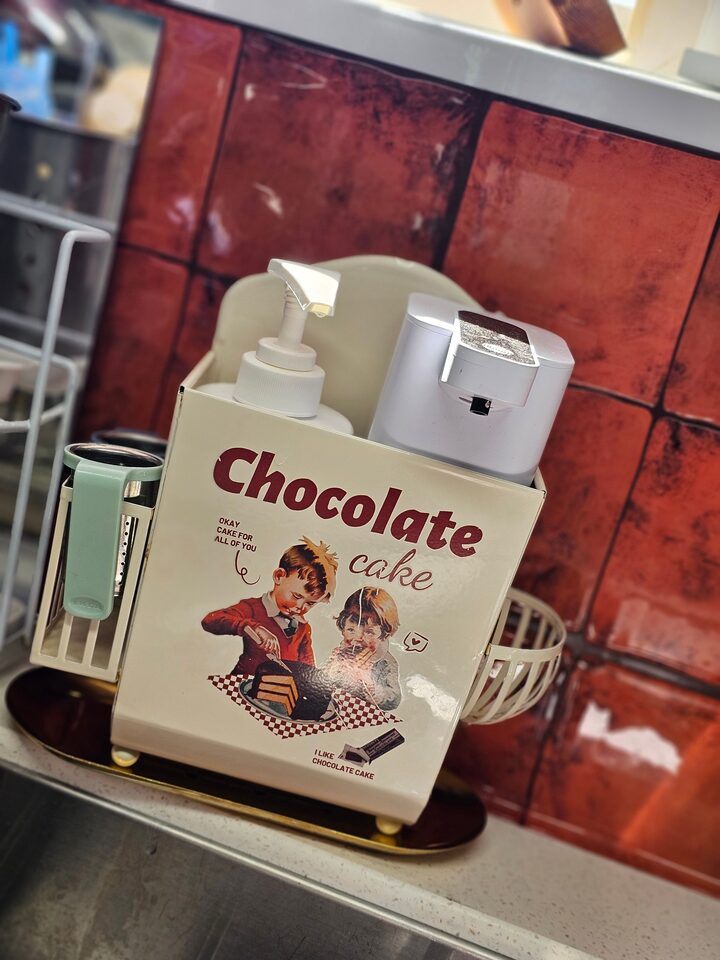 Chocolate
cake
OKAY
CAKE FOR
ALL OF YOU
I LIKE
CHOCOLATE CAKE